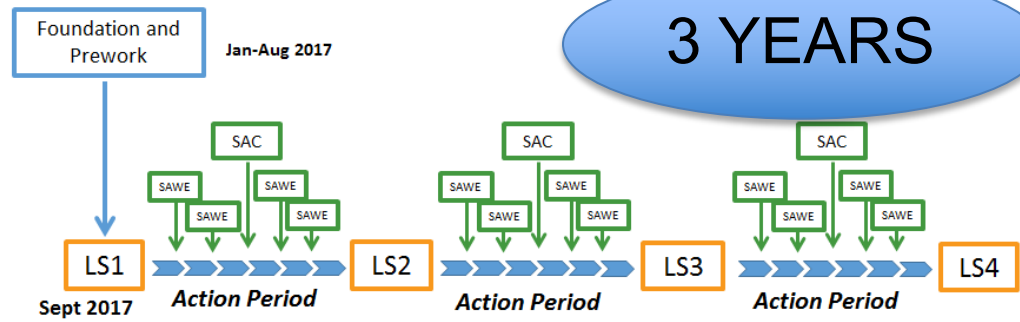 Foundation and
Prework
Jan-Aug 2017
3 YEARS
SAC
SAC
SAC
SAWE
SAWE
SAWE
SAWE
SAWE
SAWE
SAWE
SAWE
SAWE
SAWE
SAWE
SAWE
LS1
LS2
LS3
LS4
Sept 2017
Action Period
Action Period
Action Period